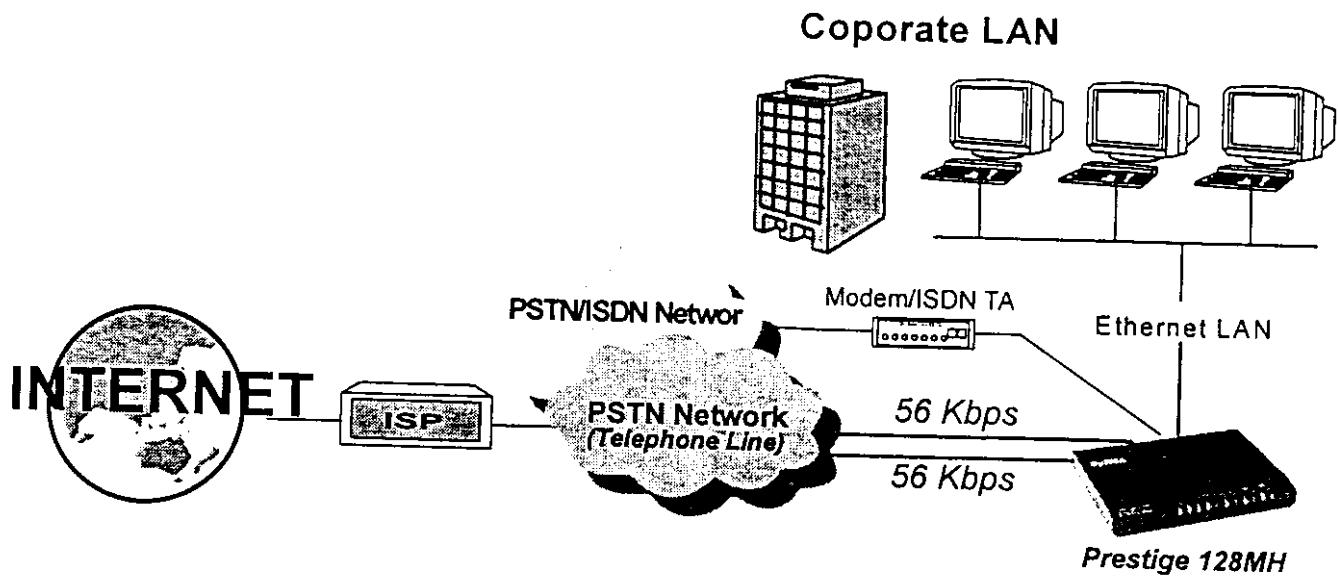 Coporate LAN
PSTN/ISDN Networ
Modem/ISDN TA
Ethernet LAN
INTERNET
ISP
PSTN Network
(Telephone Line)
56 Kbps
56 Kbps
Prestige 128MH